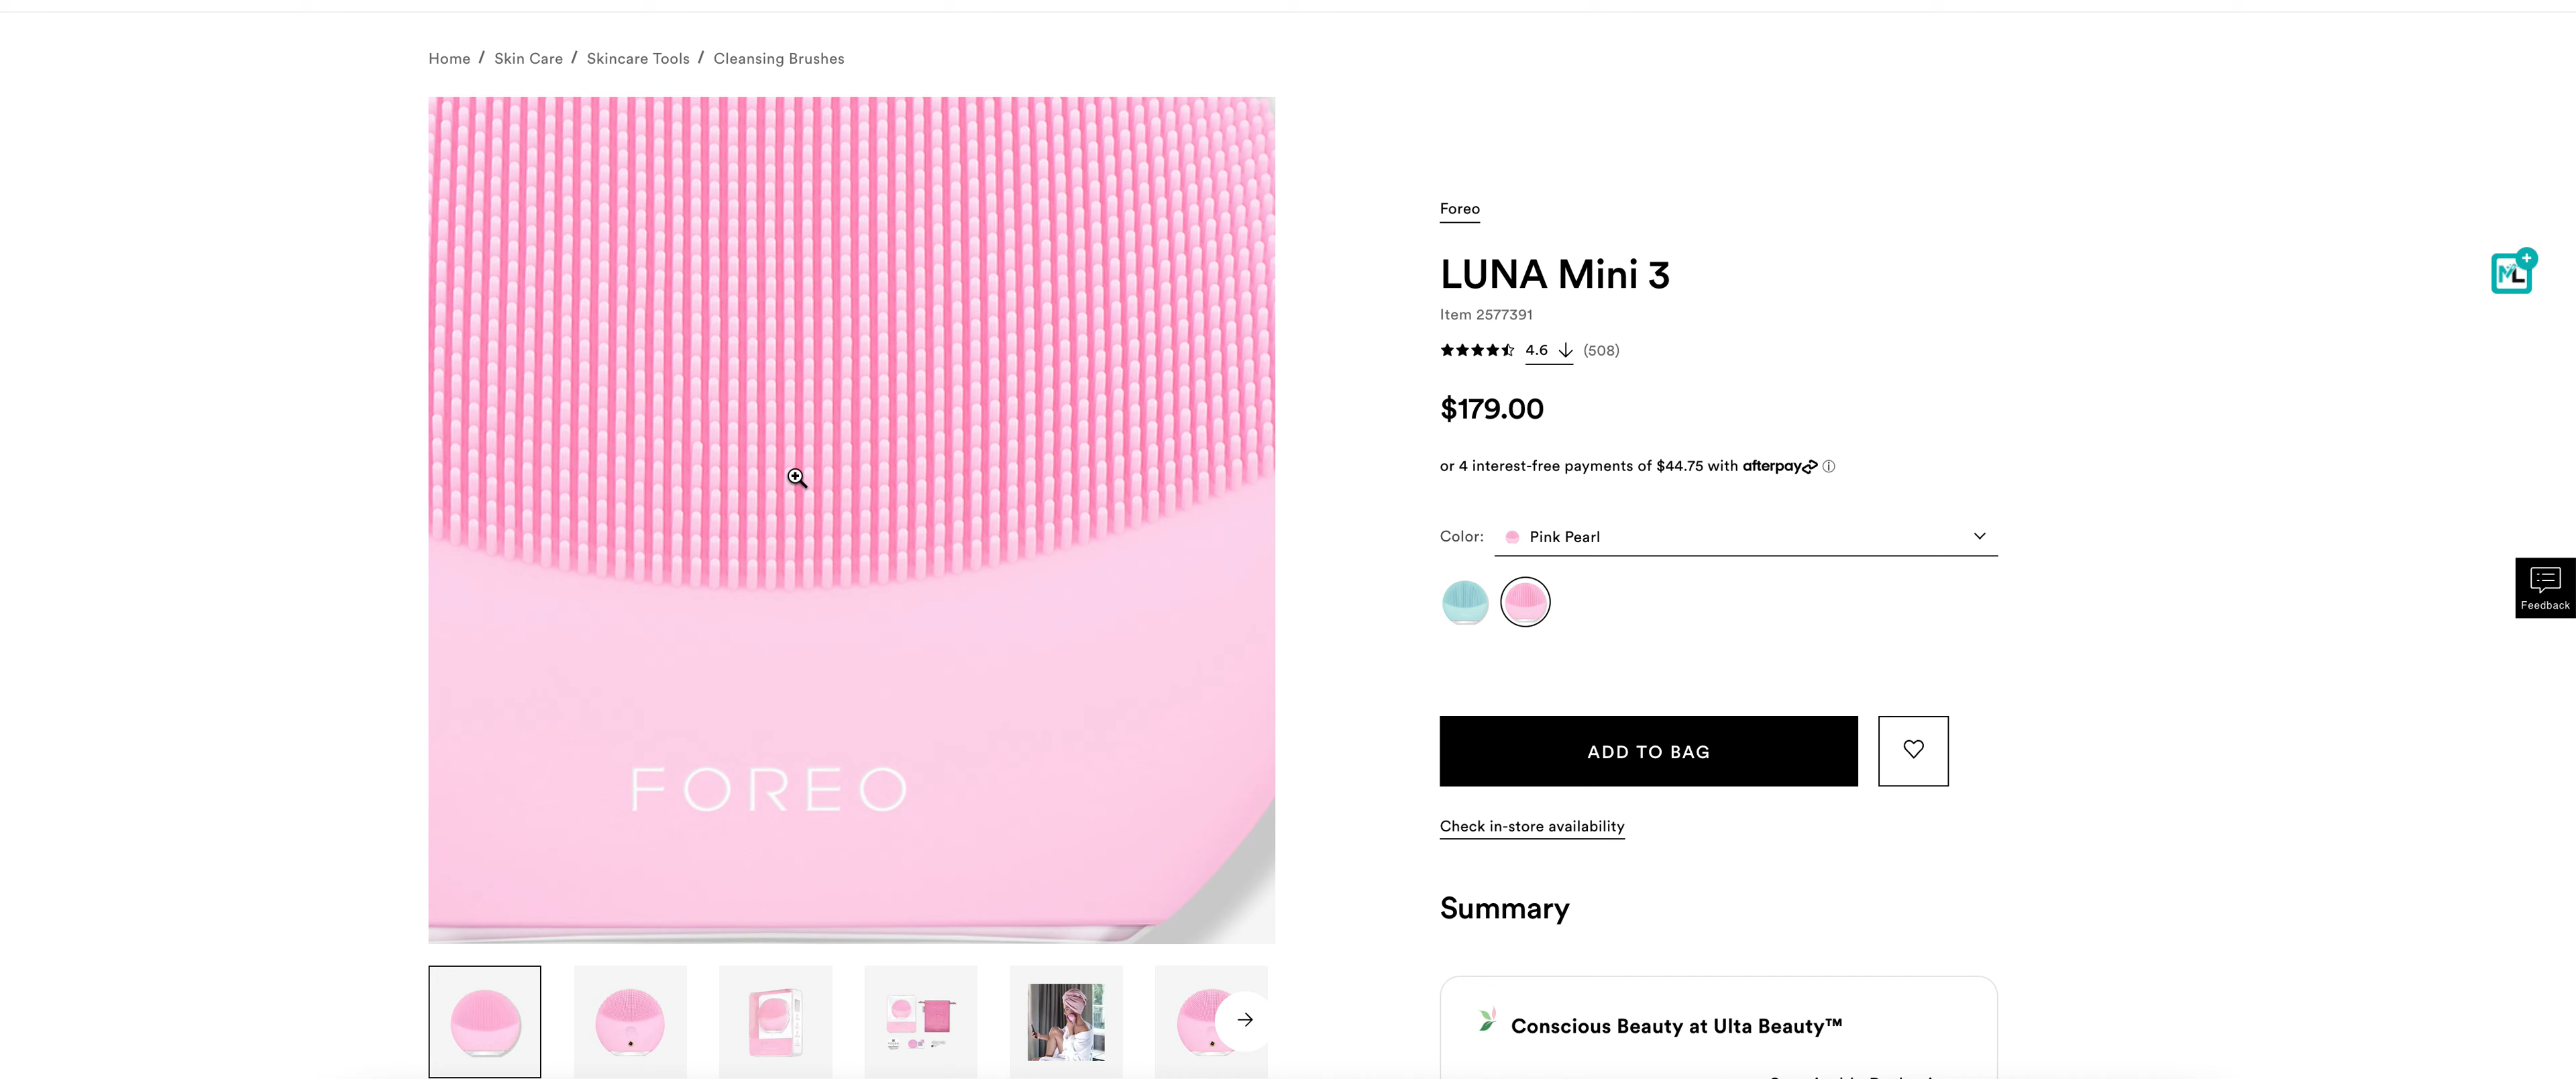 Home / Skin Care / Skincare Tools / Cleansing Brushes
FOREO
Foreo
LUNA Mini 3
Item 2577391
4.6 (508)
$179.00
or 4 interest-free payments of $44.75 with afterpay
Color: Pink Pearl
ADD TO BAG
Check in-store availability
Summary
Conscious Beauty at Ulta Beauty™
ML
Feedback